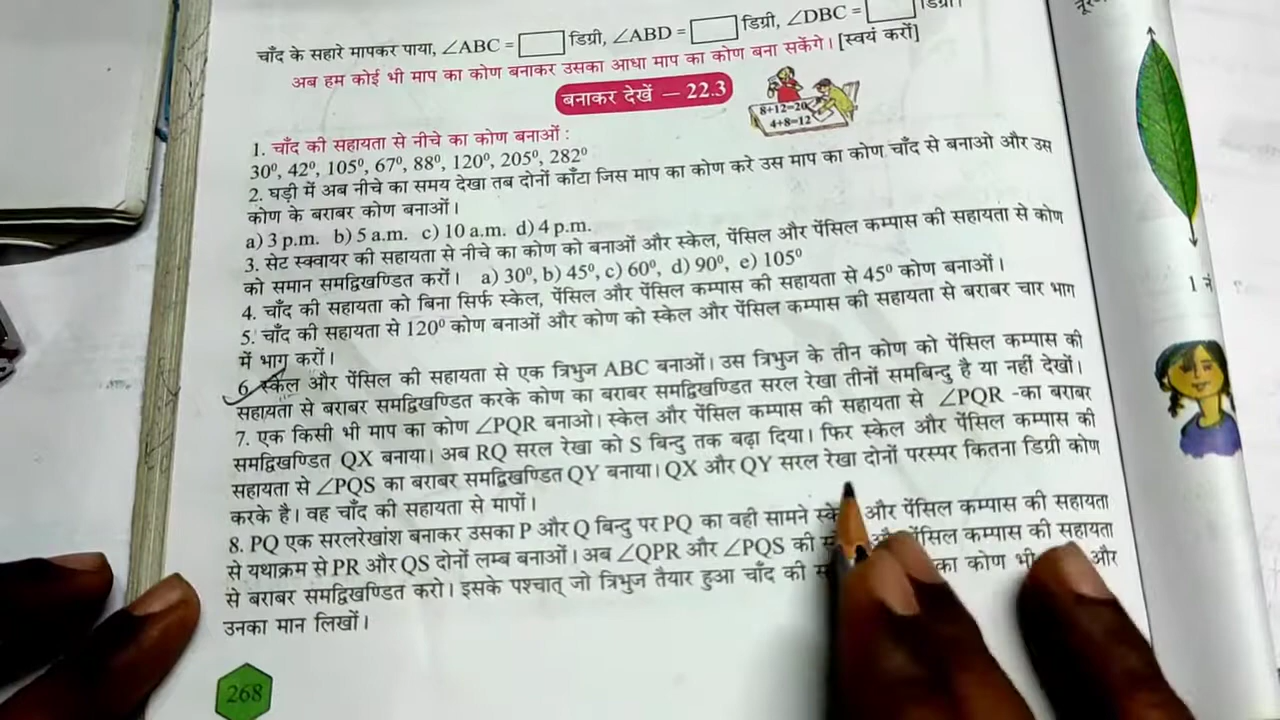 चाँद के सहारे मापकर पाया, ∠ABC = डिग्री, ∠ABD = डिग्री, ∠DBC = डिग्री।
अब हम कोई भी माप का कोण बनाकर उसका आधा माप का कोण बना सकेंगे। [स्वयं करों]
बनाकर देखें – 22.3
8+12=20
4+8=12
1. चाँद की सहायता से नीचे का कोण बनाओं :
30⁰, 42⁰, 105⁰, 67⁰, 88⁰, 120⁰, 205⁰, 282⁰
2. घड़ी में अब नीचे का समय देखा तब दोनों काँटा जिस माप का कोण करे उस माप का कोण चाँद से बनाओ और उस
कोण के बराबर कोण बनाओं।
a) 3 p.m. b) 5 a.m. c) 10 a.m. d) 4 p.m.
3. सेट स्क्वायर की सहायता से नीचे का कोण को बनाओं और स्केल, पेंसिल और पेंसिल कम्पास की सहायता से कोण
को समान समद्विखण्डित करों। a) 30⁰, b) 45⁰, c) 60⁰, d) 90⁰, e) 105⁰
4. चाँद की सहायता को बिना सिर्फ स्केल, पेंसिल और पेंसिल कम्पास की सहायता से 45⁰ कोण बनाओं।
5. चाँद की सहायता से 120⁰ कोण बनाओं और कोण को स्केल और पेंसिल कम्पास की सहायता से बराबर चार भाग
में भाग करों।
6. स्केल और पेंसिल की सहायता से एक त्रिभुज ABC बनाओं। उस त्रिभुज के तीन कोण को पेंसिल कम्पास की
सहायता से बराबर समद्विखण्डित करके कोण का बराबर समद्विखण्डित सरल रेखा तीनों समबिन्दु है या नहीं देखों।
7. एक किसी भी माप का कोण ∠PQR बनाओ। स्केल और पेंसिल कम्पास की सहायता से ∠PQR -का बराबर
समद्विखण्डित QX बनाया। अब RQ सरल रेखा को S बिन्दु तक बढ़ा दिया। फिर स्केल और पेंसिल कम्पास की
सहायता से ∠PQS का बराबर समद्विखण्डित QY बनाया। QX और QY सरल रेखा दोनों परस्पर कितना डिग्री कोण
करके है। वह चाँद की सहायता से मापों।
8. PQ एक सरलरेखांश बनाकर उसका P और Q बिन्दु पर PQ का वही सामने और पेंसिल कम्पास की सहायता
से यथाक्रम से PR और QS दोनों लम्ब बनाओं। अब ∠QPR और ∠PQS की पेंसिल कम्पास की सहायता
से बराबर समद्विखण्डित करो। इसके पश्चात् जो त्रिभुज तैयार हुआ चाँद की का कोण और
उनका मान लिखों।
268
1 नं